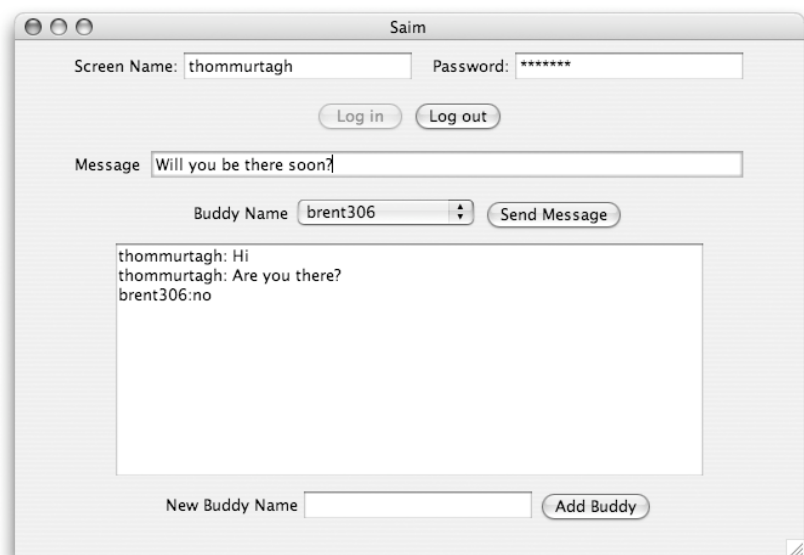 Saim
Screen Name: thommurtagh Password: *******
Log in Log out
Message Will you be there soon?
Buddy Name brent306 Send Message
thommurtagh: Hi
thommurtagh: Are you there?
brent306:no
New Buddy Name Add Buddy